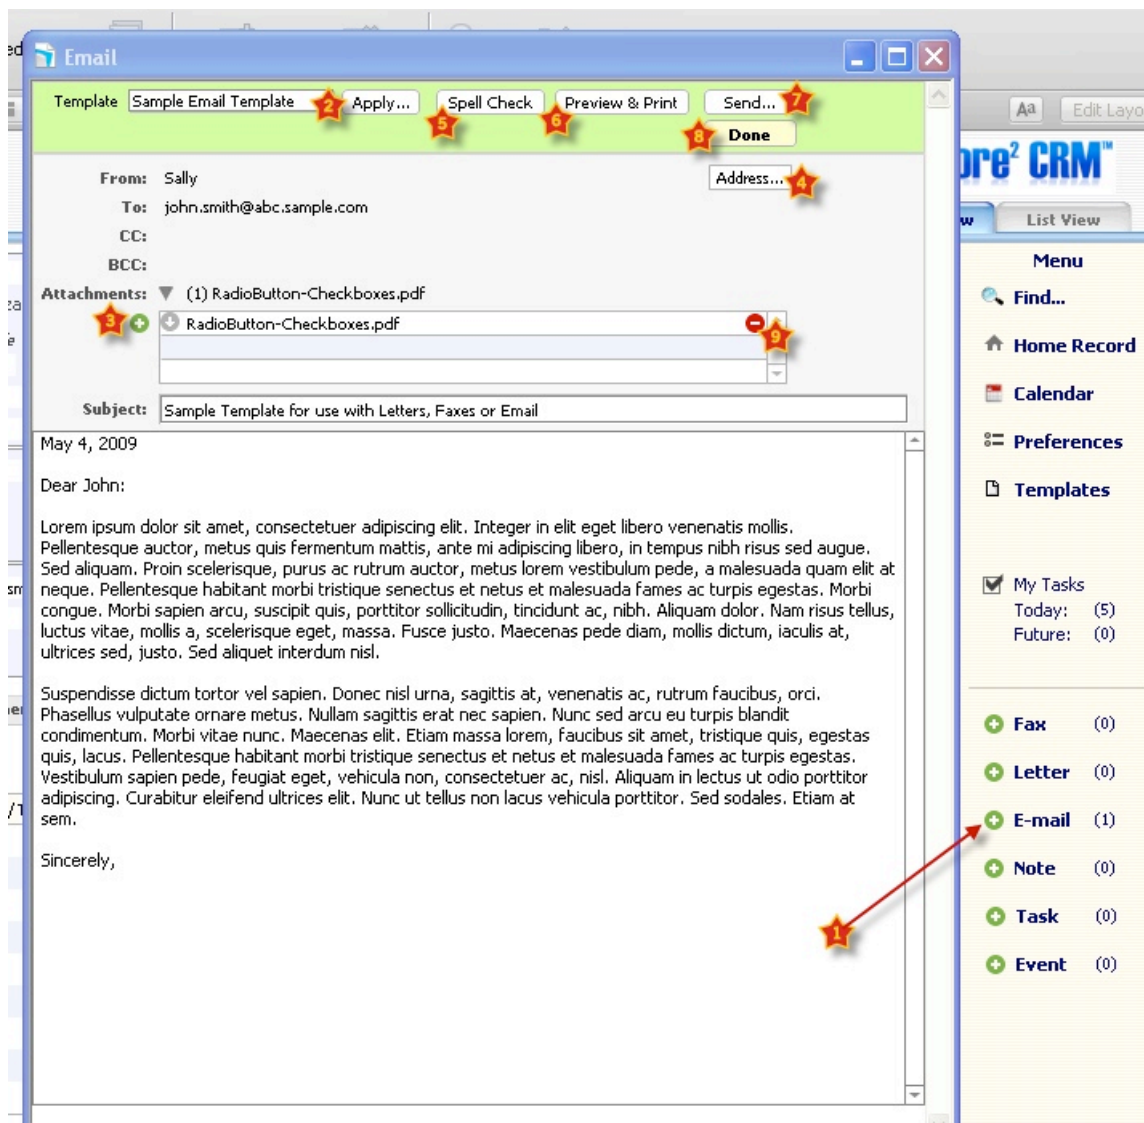 Email
Template Sample Email Template 2 Apply... 5 Spell Check 6 Preview & Print Send... 7
8 Done
From: Sally
Address... 4
To: john.smith@abc.sample.com
CC:
BCC:
Attachments: (1) RadioButton-Checkboxes.pdf
3 RadioButton-Checkboxes.pdf 9
Subject: Sample Template for use with Letters, Faxes or Email
May 4, 2009
Dear John:
Lorem ipsum dolor sit amet, consectetuer adipiscing elit. Integer in elit eget libero venenatis mollis.
Pellentesque auctor, metus quis fermentum mattis, ante mi adipiscing libero, in tempus nibh risus sed augue.
Sed aliquam. Proin scelerisque, purus ac rutrum auctor, metus lorem vestibulum pede, a malesuada quam elit at
neque. Pellentesque habitant morbi tristique senectus et netus et malesuada fames ac turpis egestas. Morbi
congue. Morbi sapien arcu, suscipit quis, porttitor sollicitudin, tincidunt ac, nibh. Aliquam dolor. Nam risus tellus,
luctus vitae, mollis a, scelerisque eget, massa. Fusce justo. Maecenas pede diam, mollis dictum, iaculis at,
ultrices sed, justo. Sed aliquet interdum nisl.
Suspendisse dictum tortor vel sapien. Donec nisl urna, sagittis at, venenatis ac, rutrum faucibus, orci.
Phasellus vulputate ornare metus. Nullam sagittis erat nec sapien. Nunc sed arcu eu turpis blandit
condimentum. Morbi vitae nunc. Maecenas elit. Etiam massa lorem, faucibus sit amet, tristique quis, egestas
quis, lacus. Pellentesque habitant morbi tristique senectus et netus et malesuada fames ac turpis egestas.
Vestibulum sapien pede, feugiat eget, vehicula non, consectetuer ac, nisl. Aliquam in lectus ut odio porttitor
adipiscing. Curabitur eleifend ultrices elit. Nunc ut tellus non lacus vehicula porttitor. Sed sodales. Etiam at
sem.
Sincerely,
1
Aa Edit Layo
ore² CRM™
w List View
Menu
Find...
Home Record
Calendar
Preferences
Templates
My Tasks
Today: (5)
Future: (0)
Fax (0)
Letter (0)
E-mail (1)
Note (0)
Task (0)
Event (0)